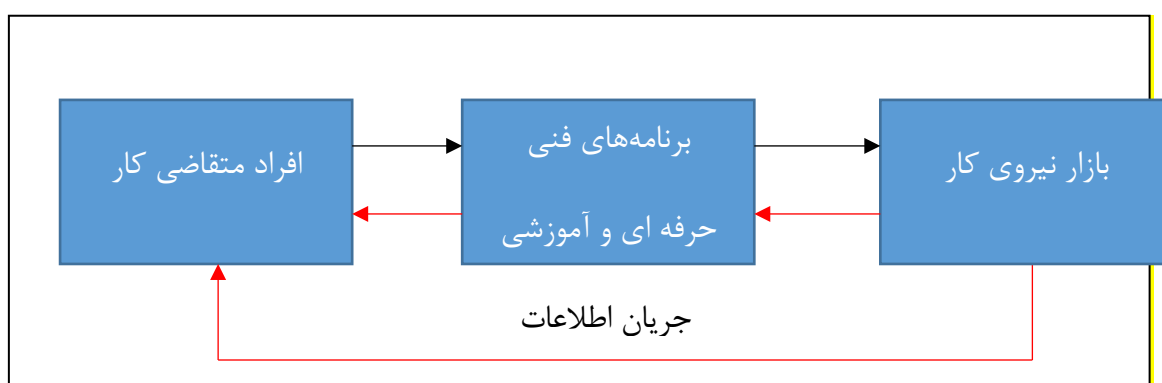 بازار نیروی کار
برنامه‌های فنی
حرفه ای و آموزشی
افراد متقاضی کار
جریان اطلاعات